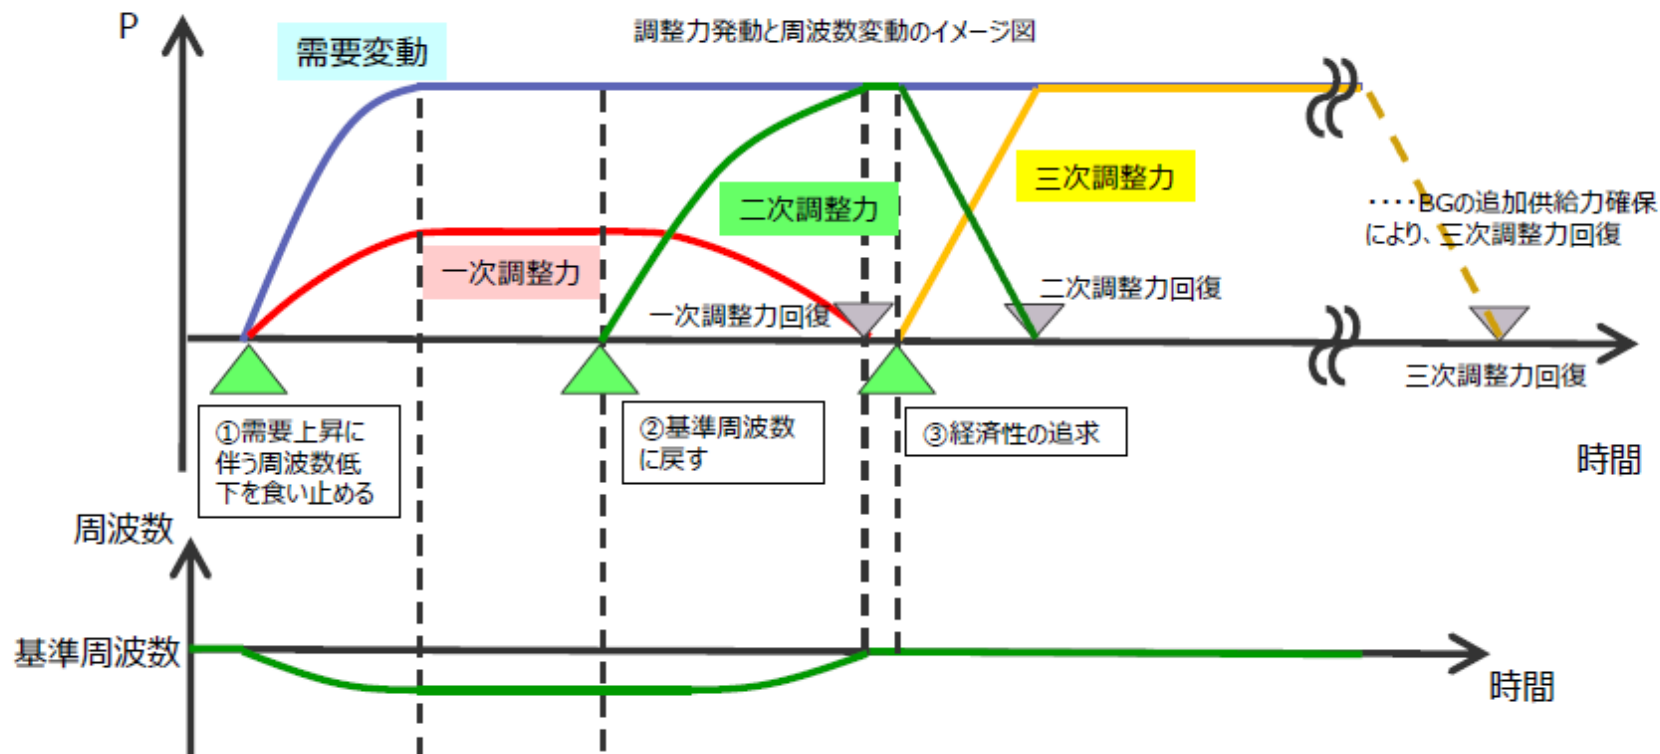 P
調整力発動と周波数変動のイメージ図
需要変動
三次調整力
二次調整力
一次調整力
‥‥BGの追加供給力確保
により、三次調整力回復
二次調整力回復
一次調整力回復
三次調整力回復
①需要上昇に
伴う周波数低
下を食い止める
②基準周波数
に戻す
③経済性の追求
時間
周波数
基準周波数
時間